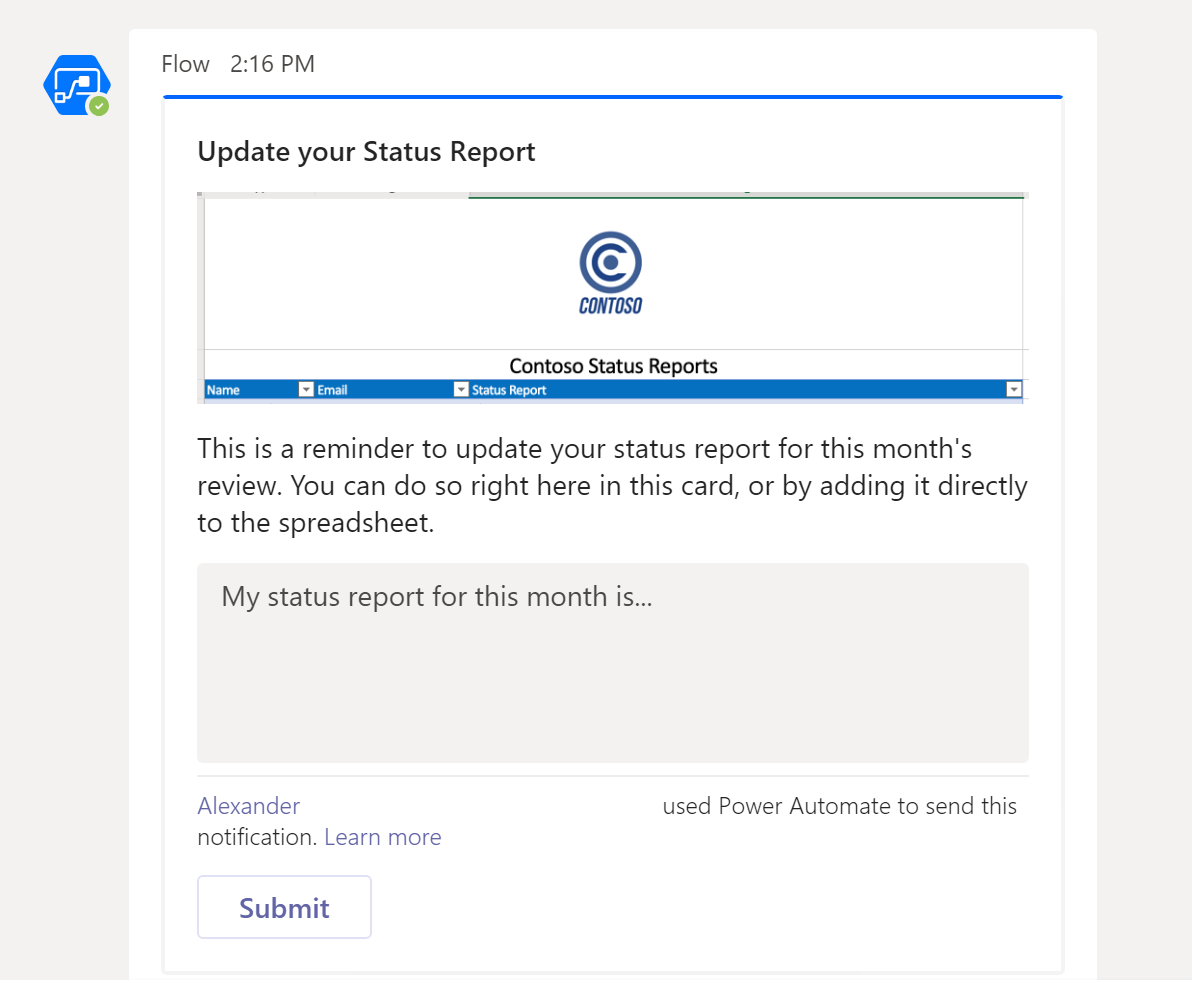 Flow 2:16 PM
Update your Status Report
CONTOSO
Contoso Status Reports
Name Email Status Report
This is a reminder to update your status report for this month's
review. You can do so right here in this card, or by adding it directly
to the spreadsheet.
My status report for this month is...
Alexander used Power Automate to send this
notification. Learn more
Submit